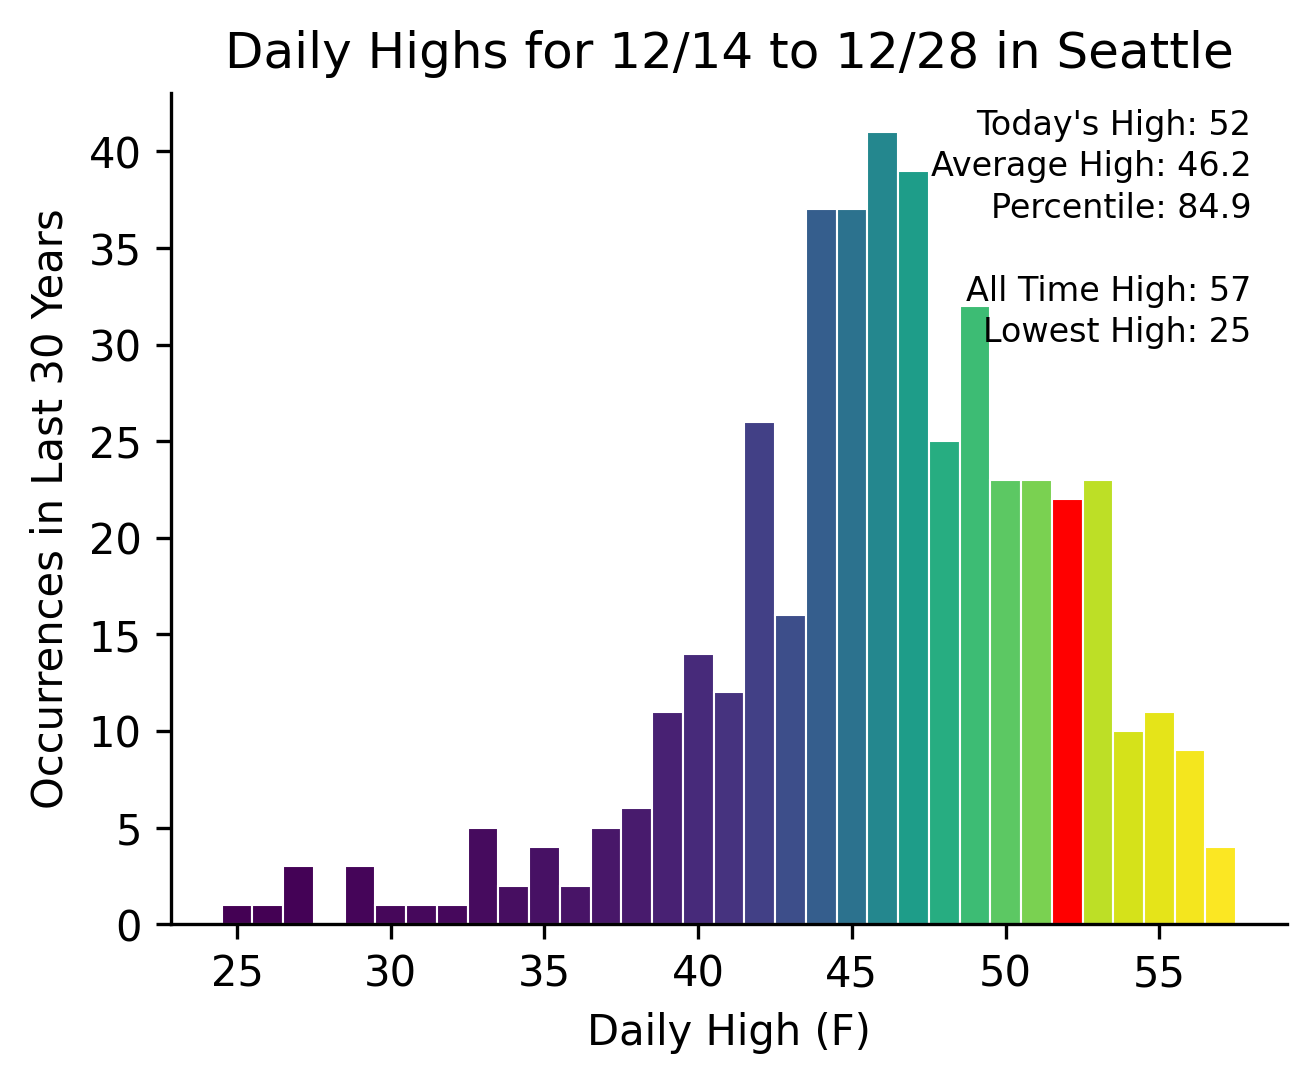 Daily Highs for 12/14 to 12/28 in Seattle
Today's High: 52
Average High: 46.2
Percentile: 84.9
All Time High: 57
Lowest High: 25
Occurrences in Last 30 Years
40
35
30
25
20
15
10
5
0
25 30 35 40 45 50 55
Daily High (F)